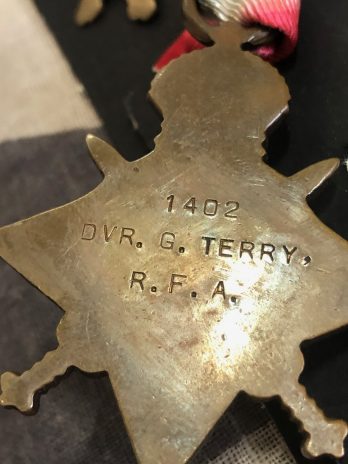 1402
DVR. G. TERRY,
R. F. A.